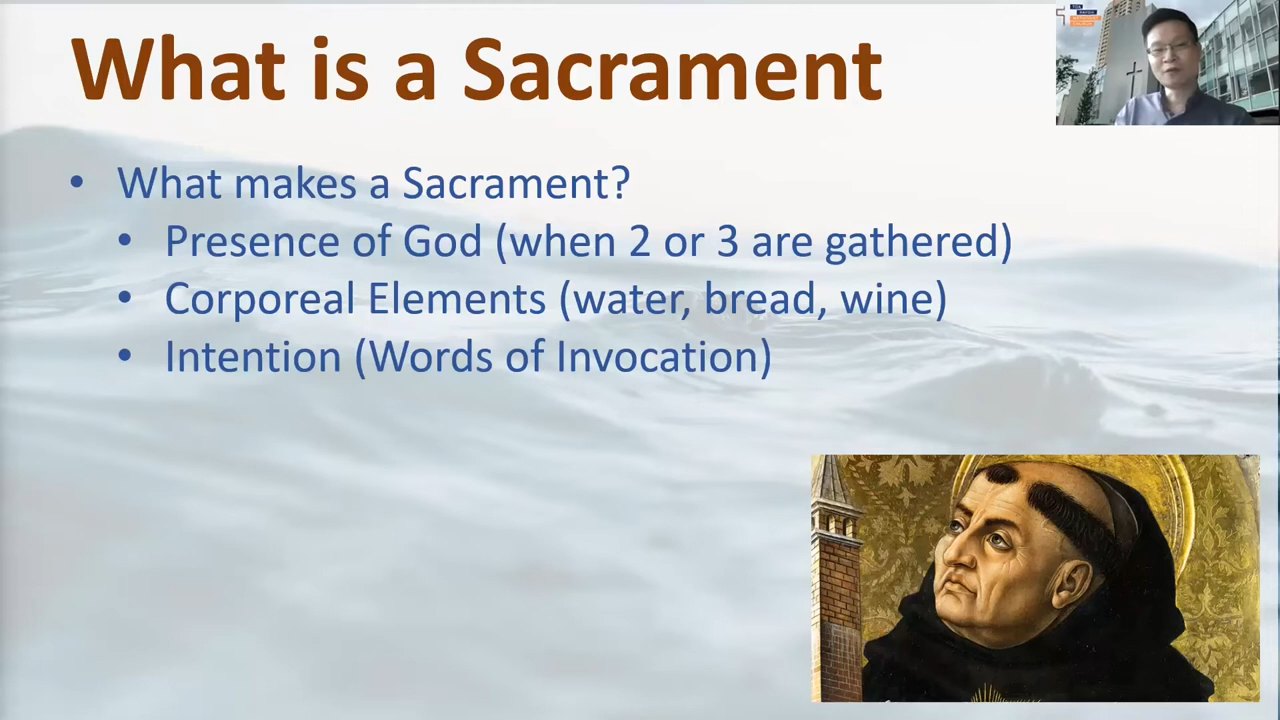 What is a Sacrament
• What makes a Sacrament?
• Presence of God (when 2 or 3 are gathered)
• Corporeal Elements (water, bread, wine)
• Intention (Words of Invocation)